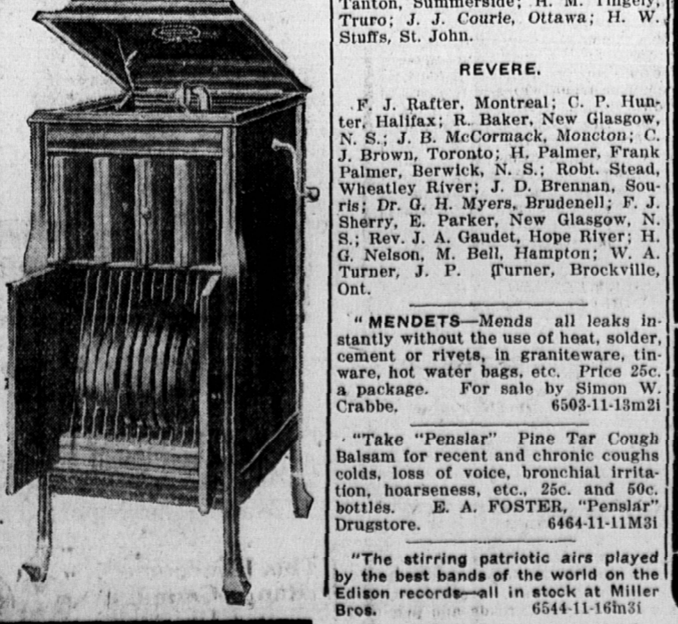 Tanton, Summerside; H. M. Tingely,
Truro; J. J. Courie, Ottawa; H. W.
Stuffs, St. John.
REVERE.
F. J. Rafter, Montreal; C. P. Hun-
ter, Halifax; R. Baker, New Glasgow,
N. S.; J. B. McCormack, Moncton; C.
J. Brown, Toronto; H. Palmer, Frank
Palmer, Berwick, N. S.; Robt. Stead,
Wheatley River; J. D. Brennan, Sou-
ris; Dr. G. H. Myers, Brudenell; F. J.
Sherry, E. Parker, New Glasgow, N.
S.; Rev. J. A. Gaudet, Hope River; H.
G. Nelson, M. Bell, Hampton; W. A.
Turner, J. P. Turner, Brockville,
Ont.
"MENDETS—Mends all leaks in-
stantly without the use of heat, solder,
cement or rivets, in graniteware, tin-
ware, hot water bags, etc. Price 25c.
a package. For sale by Simon W.
Crabbe. 6503-11-13m2i
"Take "Penslar" Pine Tar Cough
Balsam for recent and chronic coughs
colds, loss of voice, bronchial irrita-
tion, hoarseness, etc., 25c. and 50c.
bottles. E. A. FOSTER, "Penslar"
Drugstore. 6464-11-11M3i
"The stirring patriotic airs played
by the best bands of the world on the
Edison records—all in stock at Miller
Bros. 6544-11-16m3i